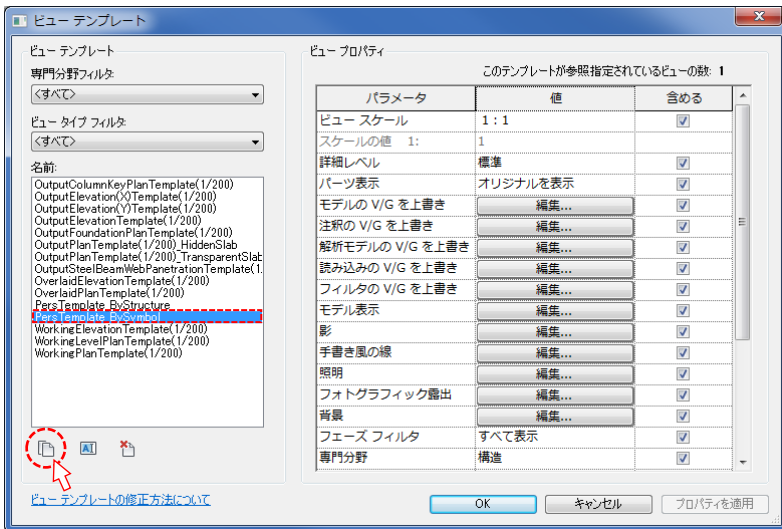 ビュー テンプレート
ビュー テンプレート
専門分野フィルタ:
<すべて>
ビュー タイプ フィルタ:
<すべて>
名前:
OutputColumnKeyPlanTemplate(1/200)
OutputElevation(X)Template(1/200)
OutputElevation(Y)Template(1/200)
OutputElevationTemplate(1/200)
OutputFoundationPlanTemplate(1/200)
OutputPlanTemplate(1/200)_HiddenSlab
OutputPlanTemplate(1/200)_TransparentSlab
OutputSteelBeamWebPanetrationTemplate(1.
OverlaidElevationTemplate(1/200)
OverlaidPlanTemplate(1/200)
PersTemplate_ByStructure
PersTemplate_BySymbol
WorkingElevationTemplate(1/200)
WorkingLevelPlanTemplate(1/200)
WorkingPlanTemplate(1/200)
AI
ビュー テンプレートの修正方法について
ビュー プロパティ
このテンプレートが参照指定されているビューの数: 1
パラメータ 値 含める
ビュー スケール 1 : 1
スケールの値 1: 1
詳細レベル 標準
パーツ表示 オリジナルを表示
モデルの V/G を上書き 編集...
注釈の V/G を上書き 編集...
解析モデルの V/G を上書き 編集...
読み込みの V/G を上書き 編集...
フィルタの V/G を上書き 編集...
モデル表示 編集...
影 編集...
手書き風の線 編集...
照明 編集...
フォトグラフィック露出 編集...
背景 編集...
フェーズ フィルタ すべて表示
専門分野 構造
OK キャンセル プロパティを適用